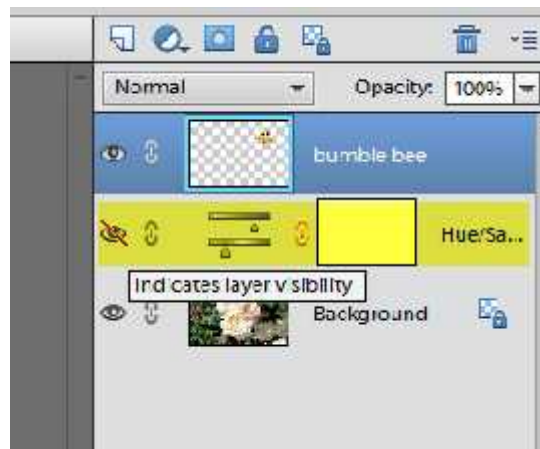 Normal Opacity: 100%
bumble bee
Hue/Sa...
Indicates layer visibility
Background